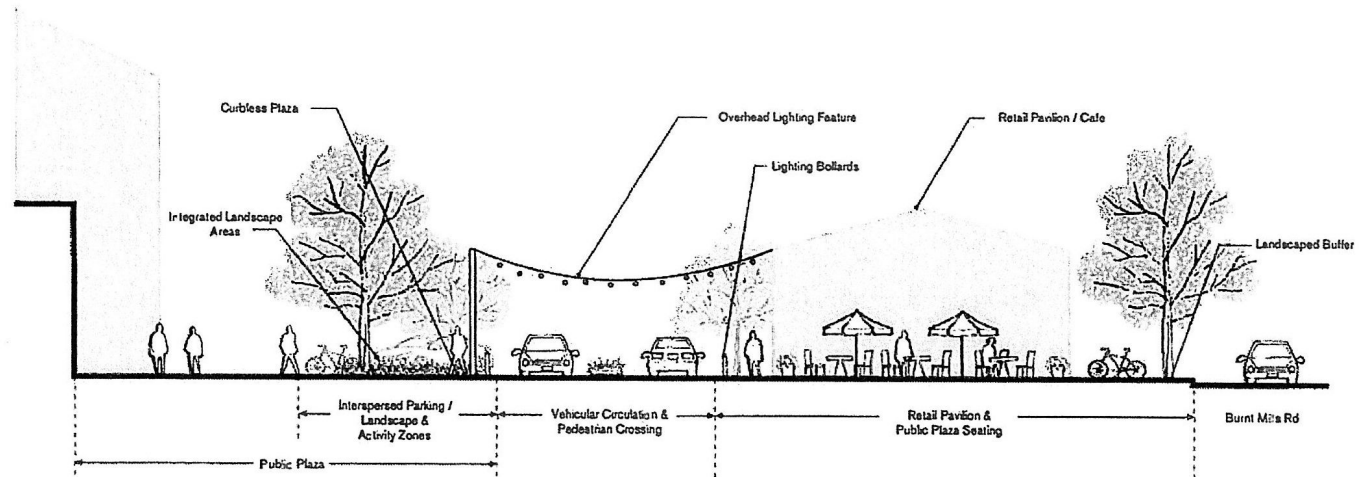 Curbless Plaza
Overhead Lighting Feature
Retail Pavilion / Cafe
Lighting Bollards
Integrated Landscape
Areas
Landscaped Buffer
Interspersed Parking /
Landscape &
Activity Zones
Vehicular Circulation &
Pedestrian Crossing
Retail Pavilion &
Public Plaza Seating
Burnt Mills Rd
Public Plaza